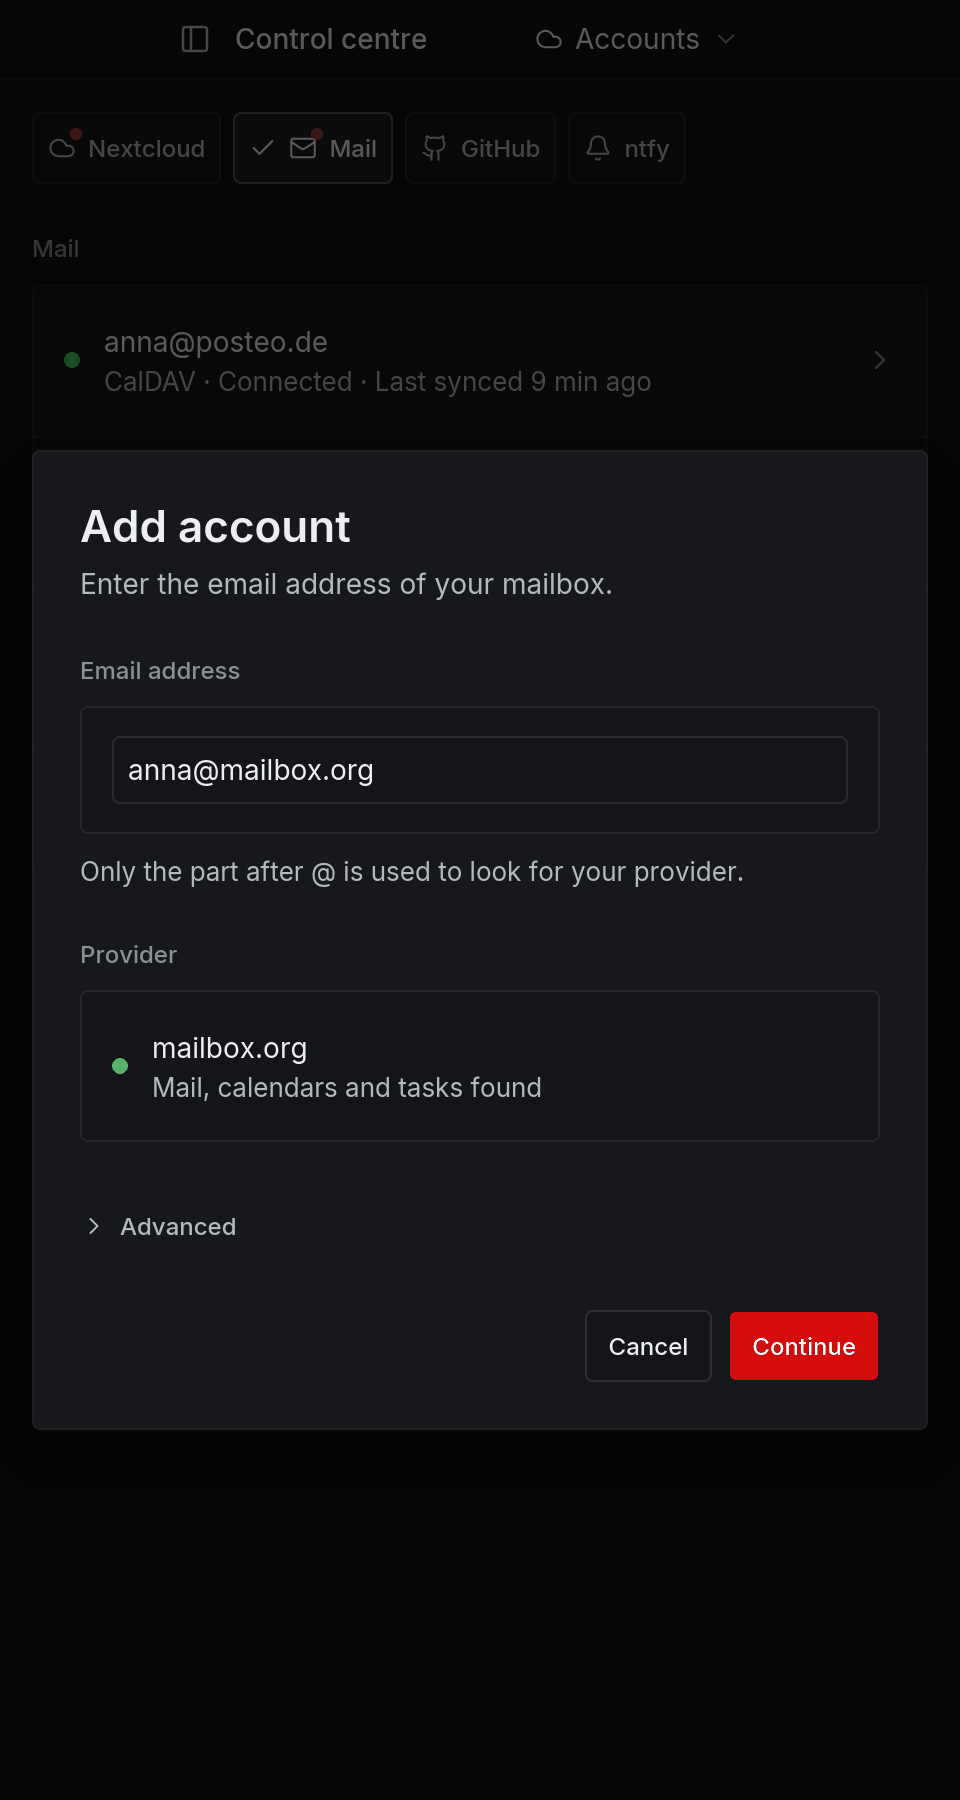 Control centre
Accounts
Nextcloud
Mail
GitHub
ntfy
Mail
anna@posteo.de
CalDAV · Connected · Last synced 9 min ago
Add account
Enter the email address of your mailbox.
Email address
anna@mailbox.org
Only the part after @ is used to look for your provider.
Provider
mailbox.org
Mail, calendars and tasks found
Advanced
Cancel
Continue